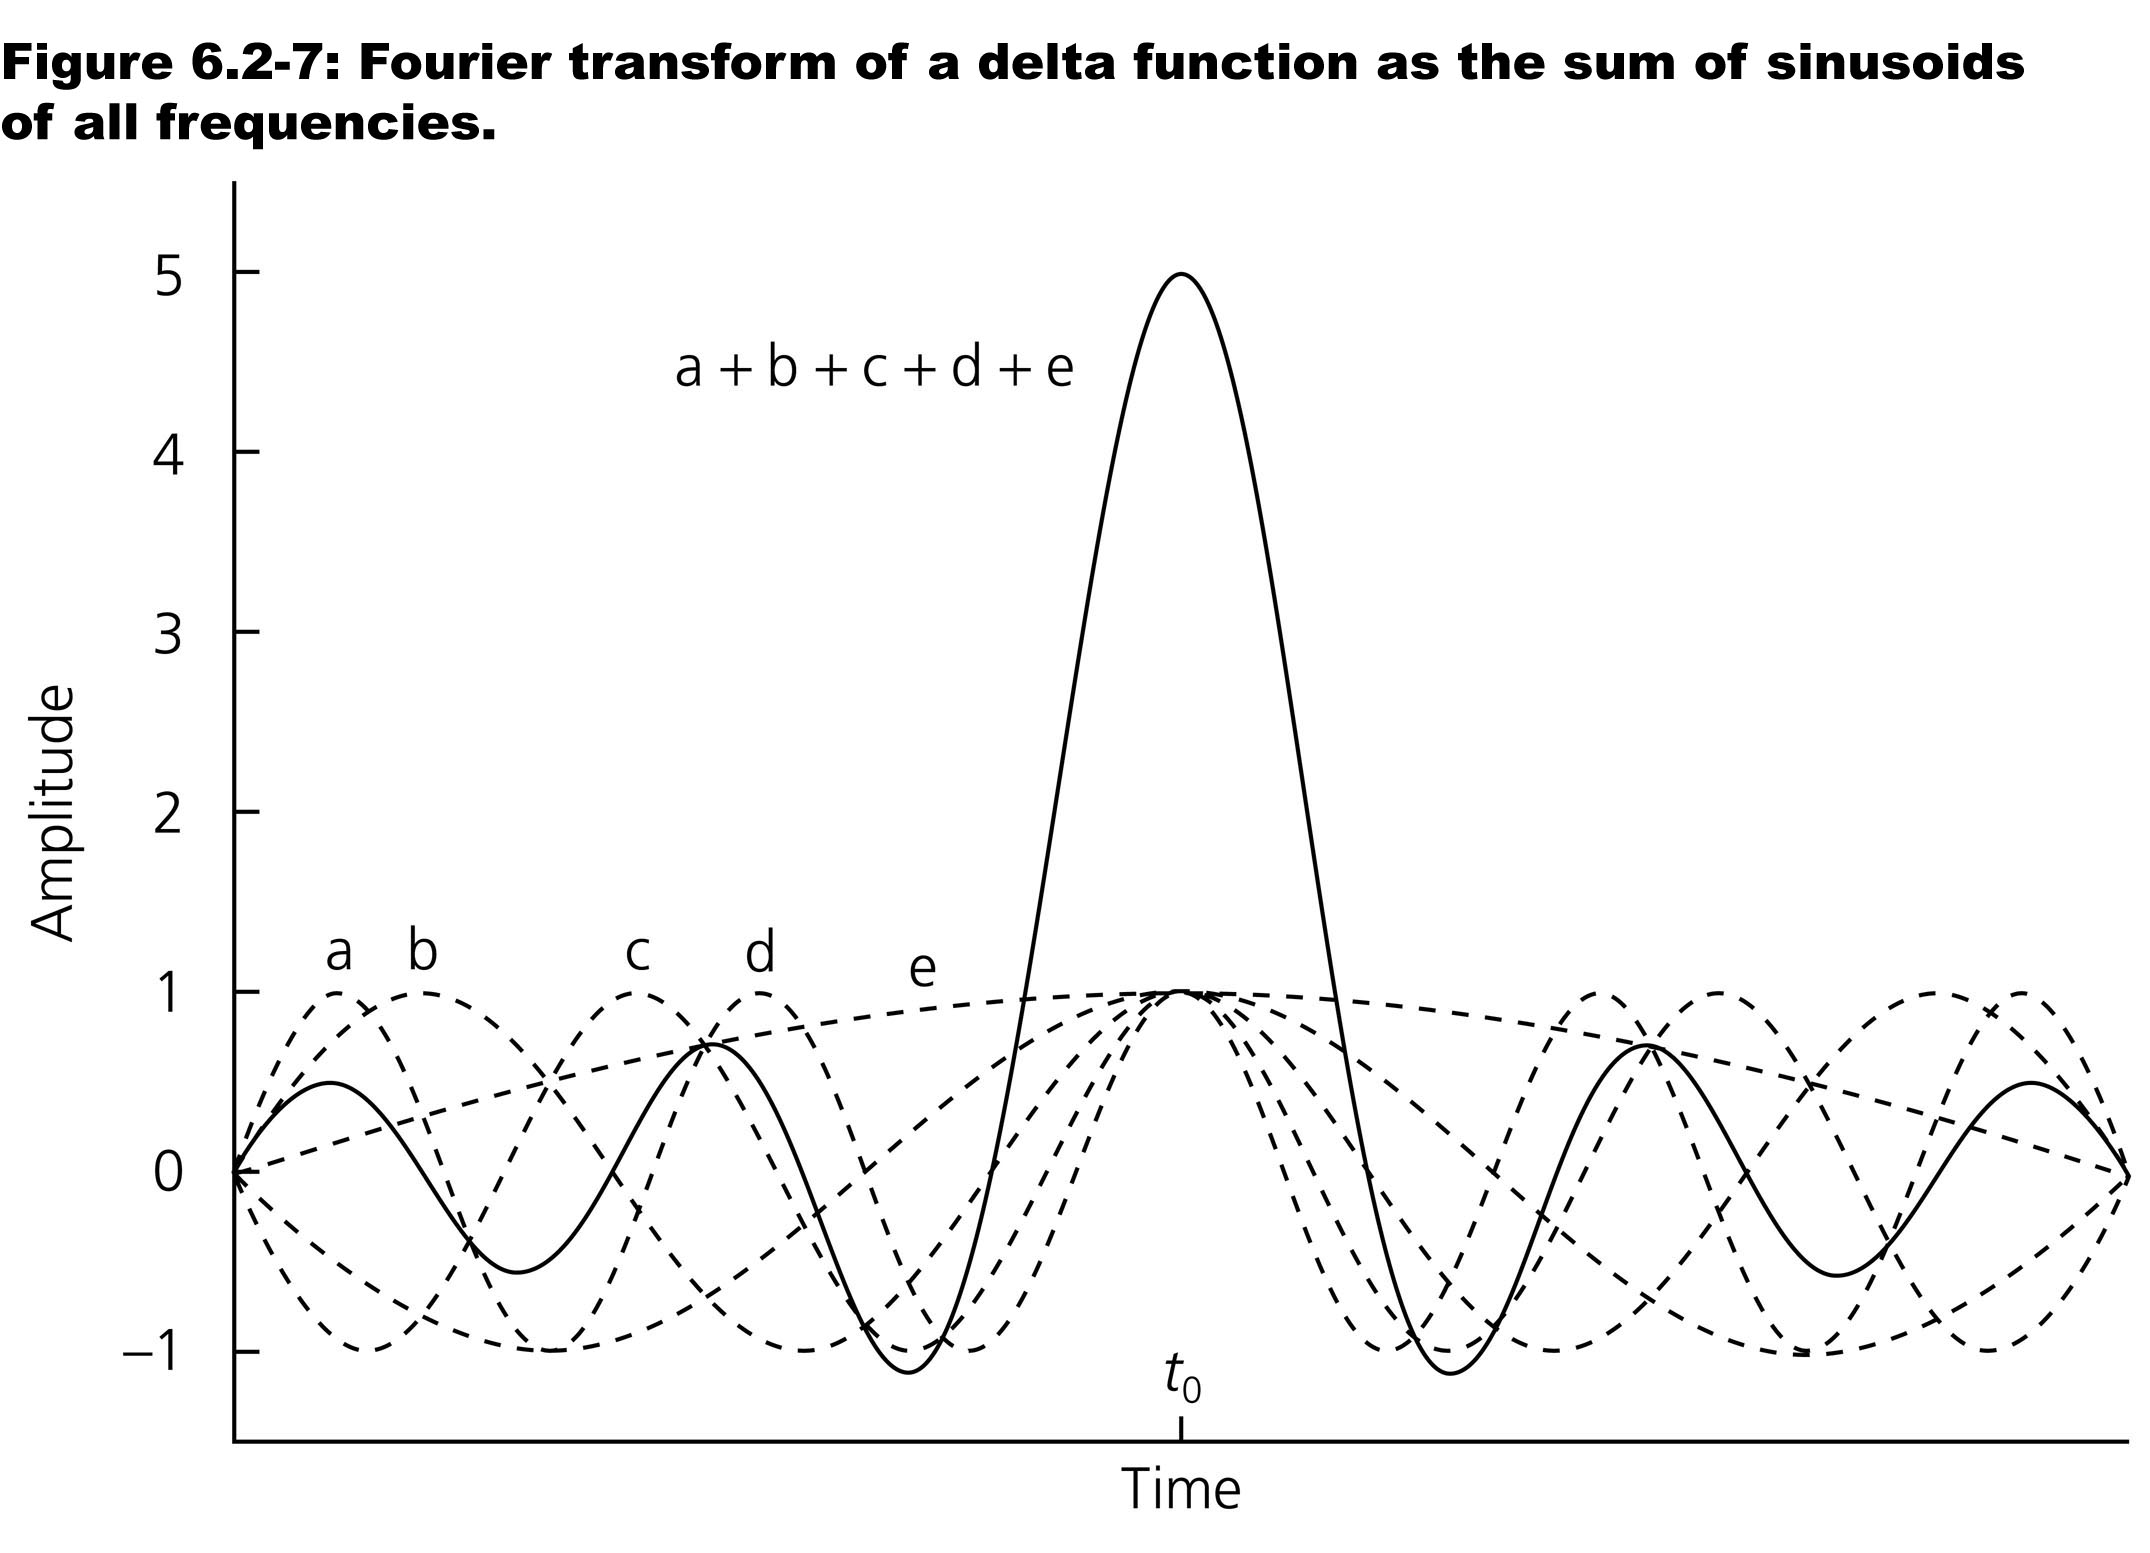 Figure 6.2-7: Fourier transform of a delta function as the sum of sinusoids
of all frequencies.
5
a + b + c + d + e
4
3
2
Amplitude
a b c d e
1
0
–1
t0
Time